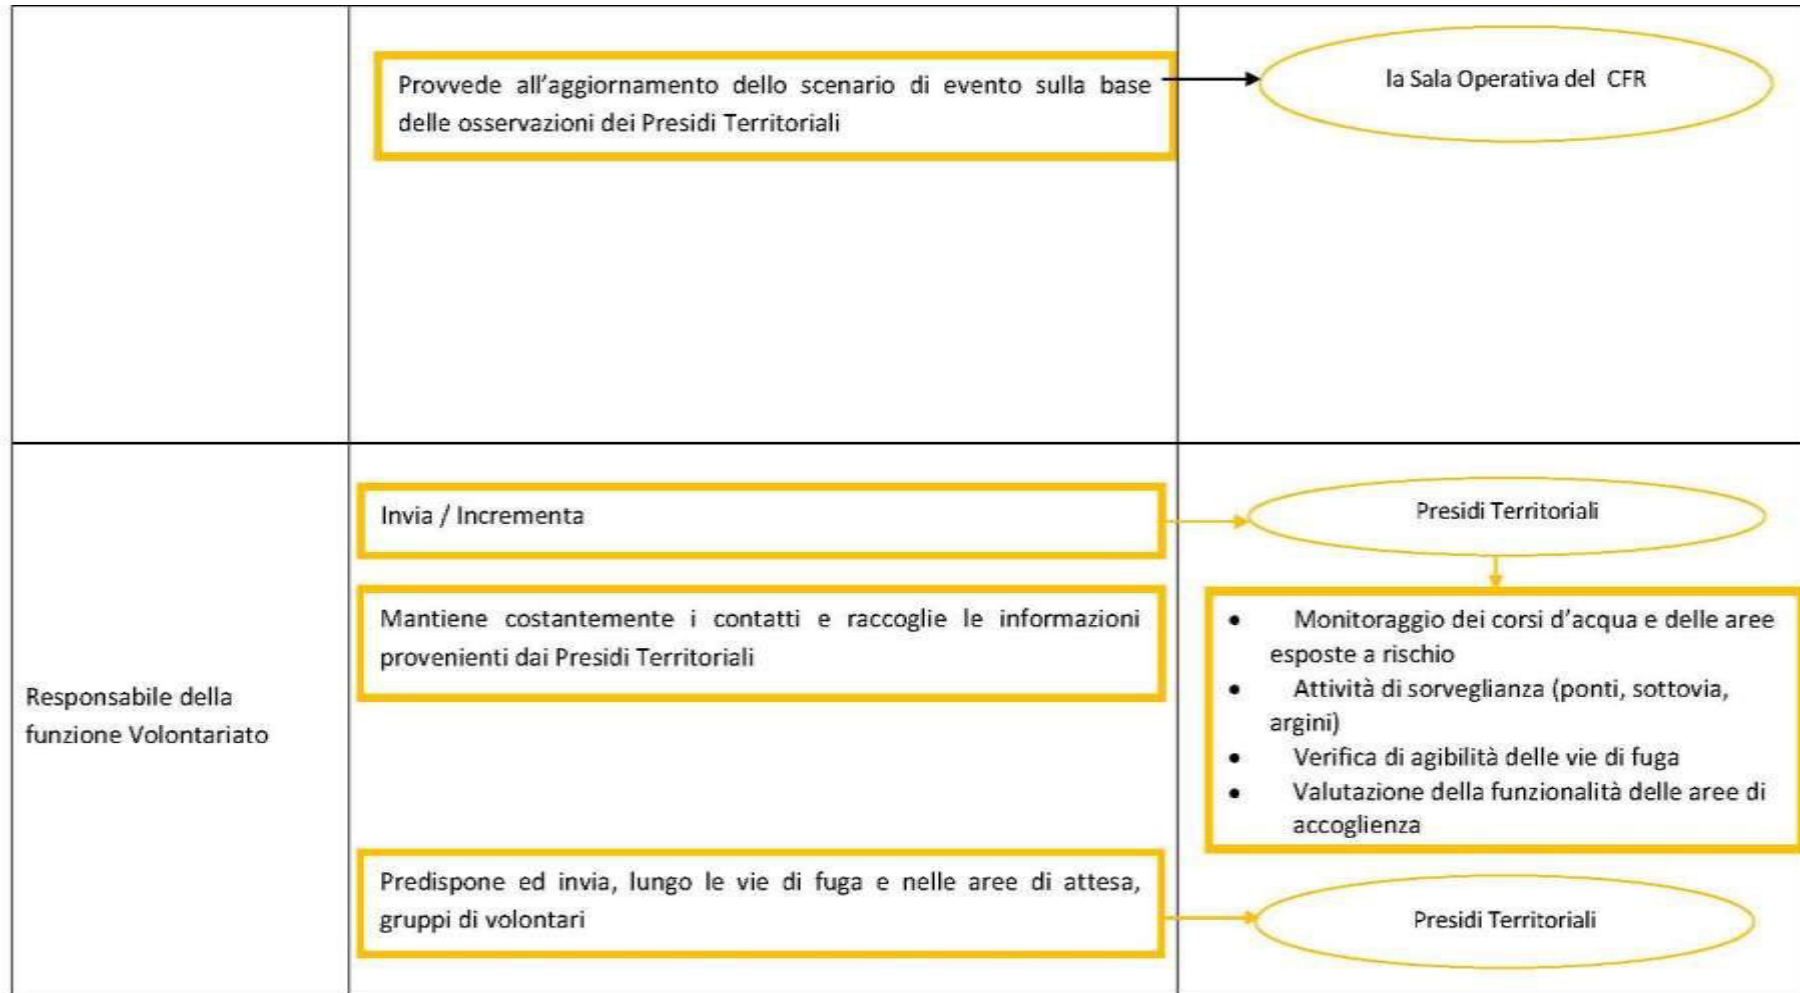 Provvede all'aggiornamento dello scenario di evento sulla base
delle osservazioni dei Presidi Territoriali
la Sala Operativa del CFR
Responsabile della
funzione Volontariato
Invia / Incrementa
Presidi Territoriali
Mantiene costantemente i contatti e raccoglie le informazioni
provenienti dai Presidi Territoriali
• Monitoraggio dei corsi d'acqua e delle aree
esposte a rischio
• Attività di sorveglianza (ponti, sottovia,
argini)
• Verifica di agibilità delle vie di fuga
• Valutazione della funzionalità delle aree di
accoglienza
Predispone ed invia, lungo le vie di fuga e nelle aree di attesa,
gruppi di volontari
Presidi Territoriali